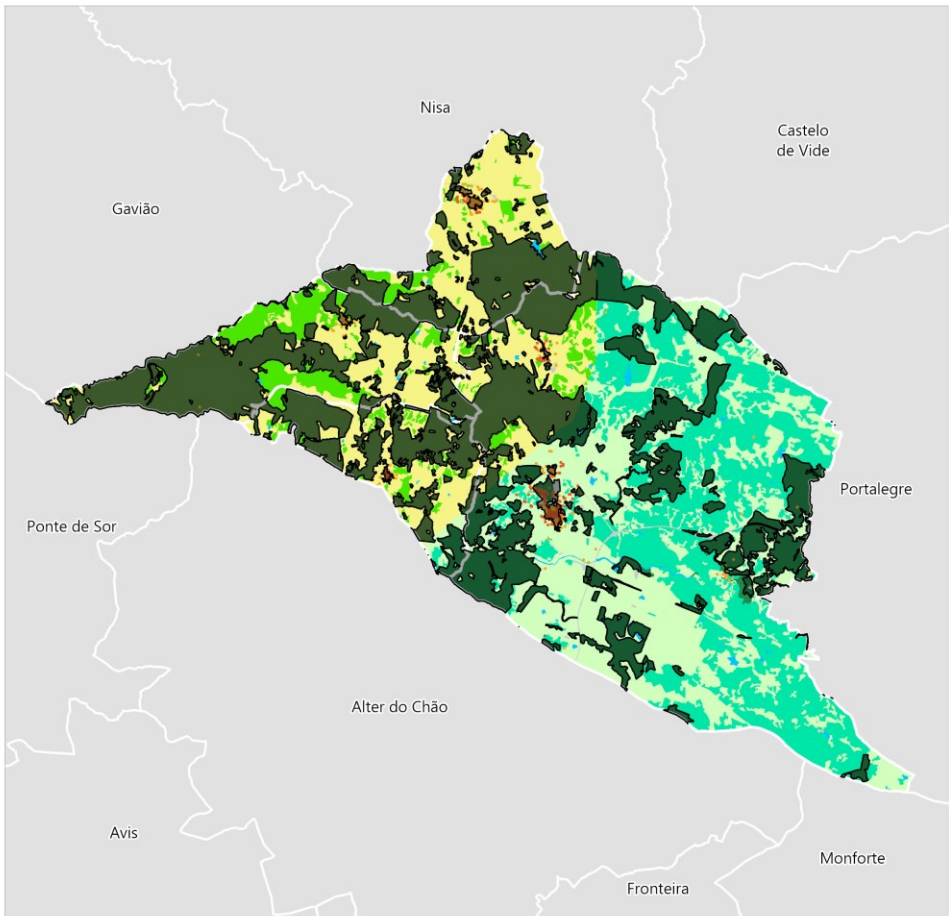 Nisa
Castelo
de Vide
Gavião
Portalegre
Ponte de Sor
Alter do Chão
Avis
Monforte
Fronteira